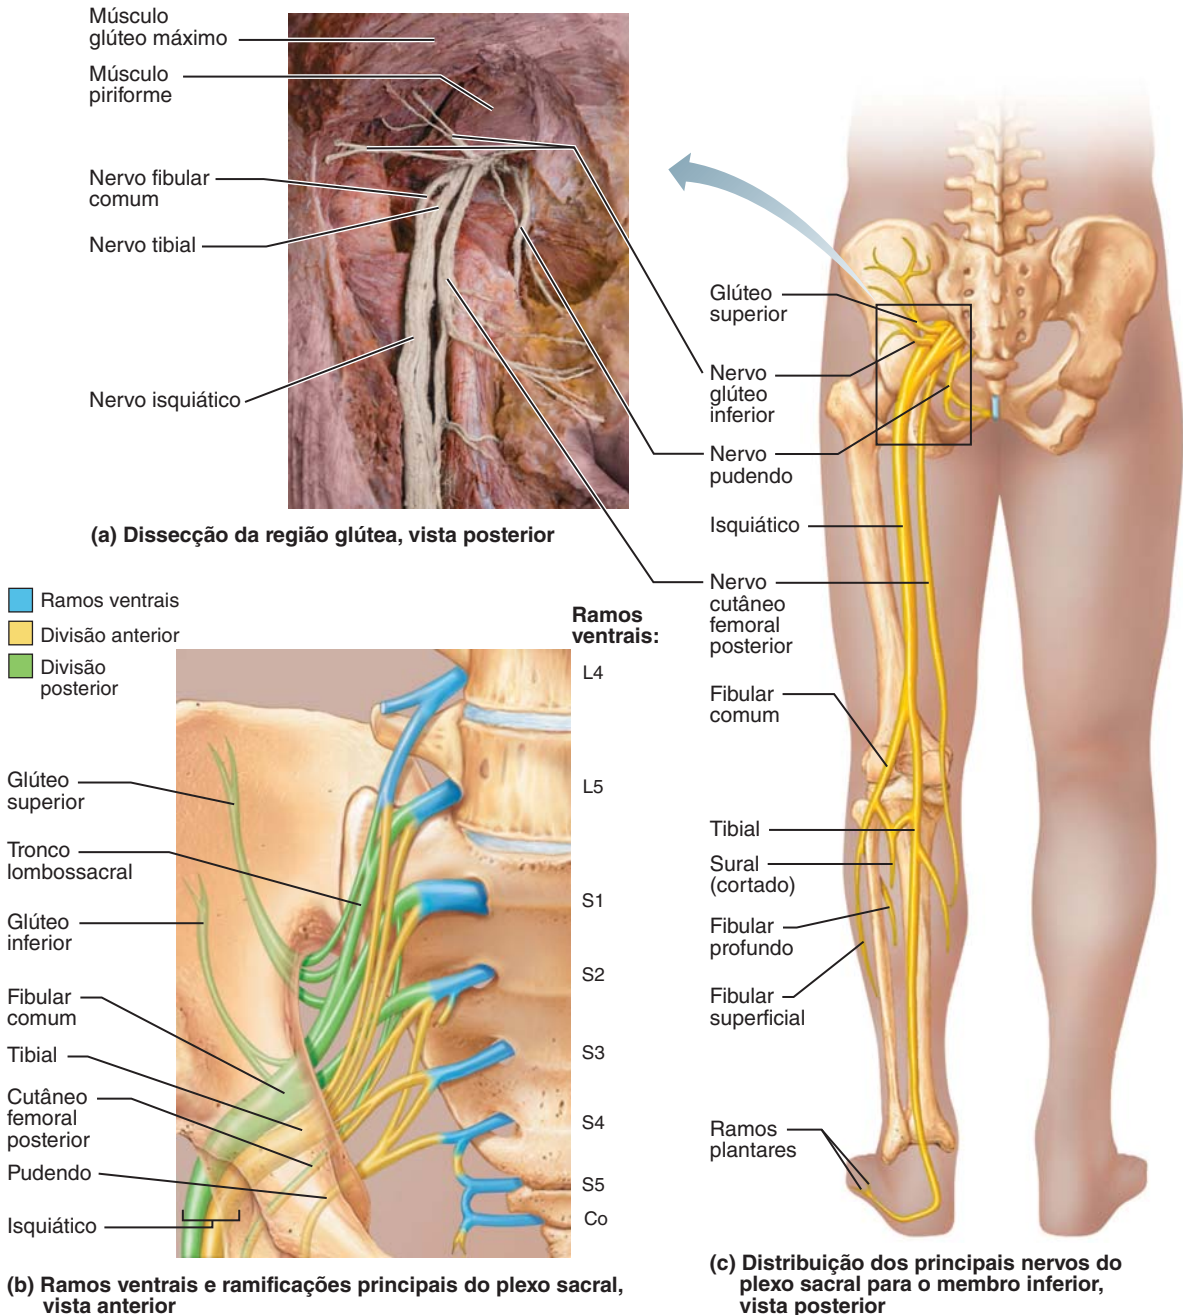 Músculo
glúteo máximo
Músculo
piriforme
Nervo fibular
comum
Nervo tibial
Nervo isquiático
(a) Dissecção da região glútea, vista posterior
Glúteo
superior
Nervo
glúteo
inferior
Nervo
pudendo
Isquiático
Nervo
cutâneo
femoral
posterior
Fibular
comum
Tibial
Sural
(cortado)
Fibular
profundo
Fibular
superficial
Ramos
plantares
(c) Distribuição dos principais nervos do
plexo sacral para o membro inferior,
vista posterior
Ramos ventrais
Divisão anterior
Divisão
posterior
Ramos
ventrais:
L4
L5
S1
S2
S3
S4
S5
Co
Glúteo
superior
Tronco
lombossacral
Glúteo
inferior
Fibular
comum
Tibial
Cutâneo
femoral
posterior
Pudendo
Isquiático
(b) Ramos ventrais e ramificações principais do plexo sacral,
vista anterior